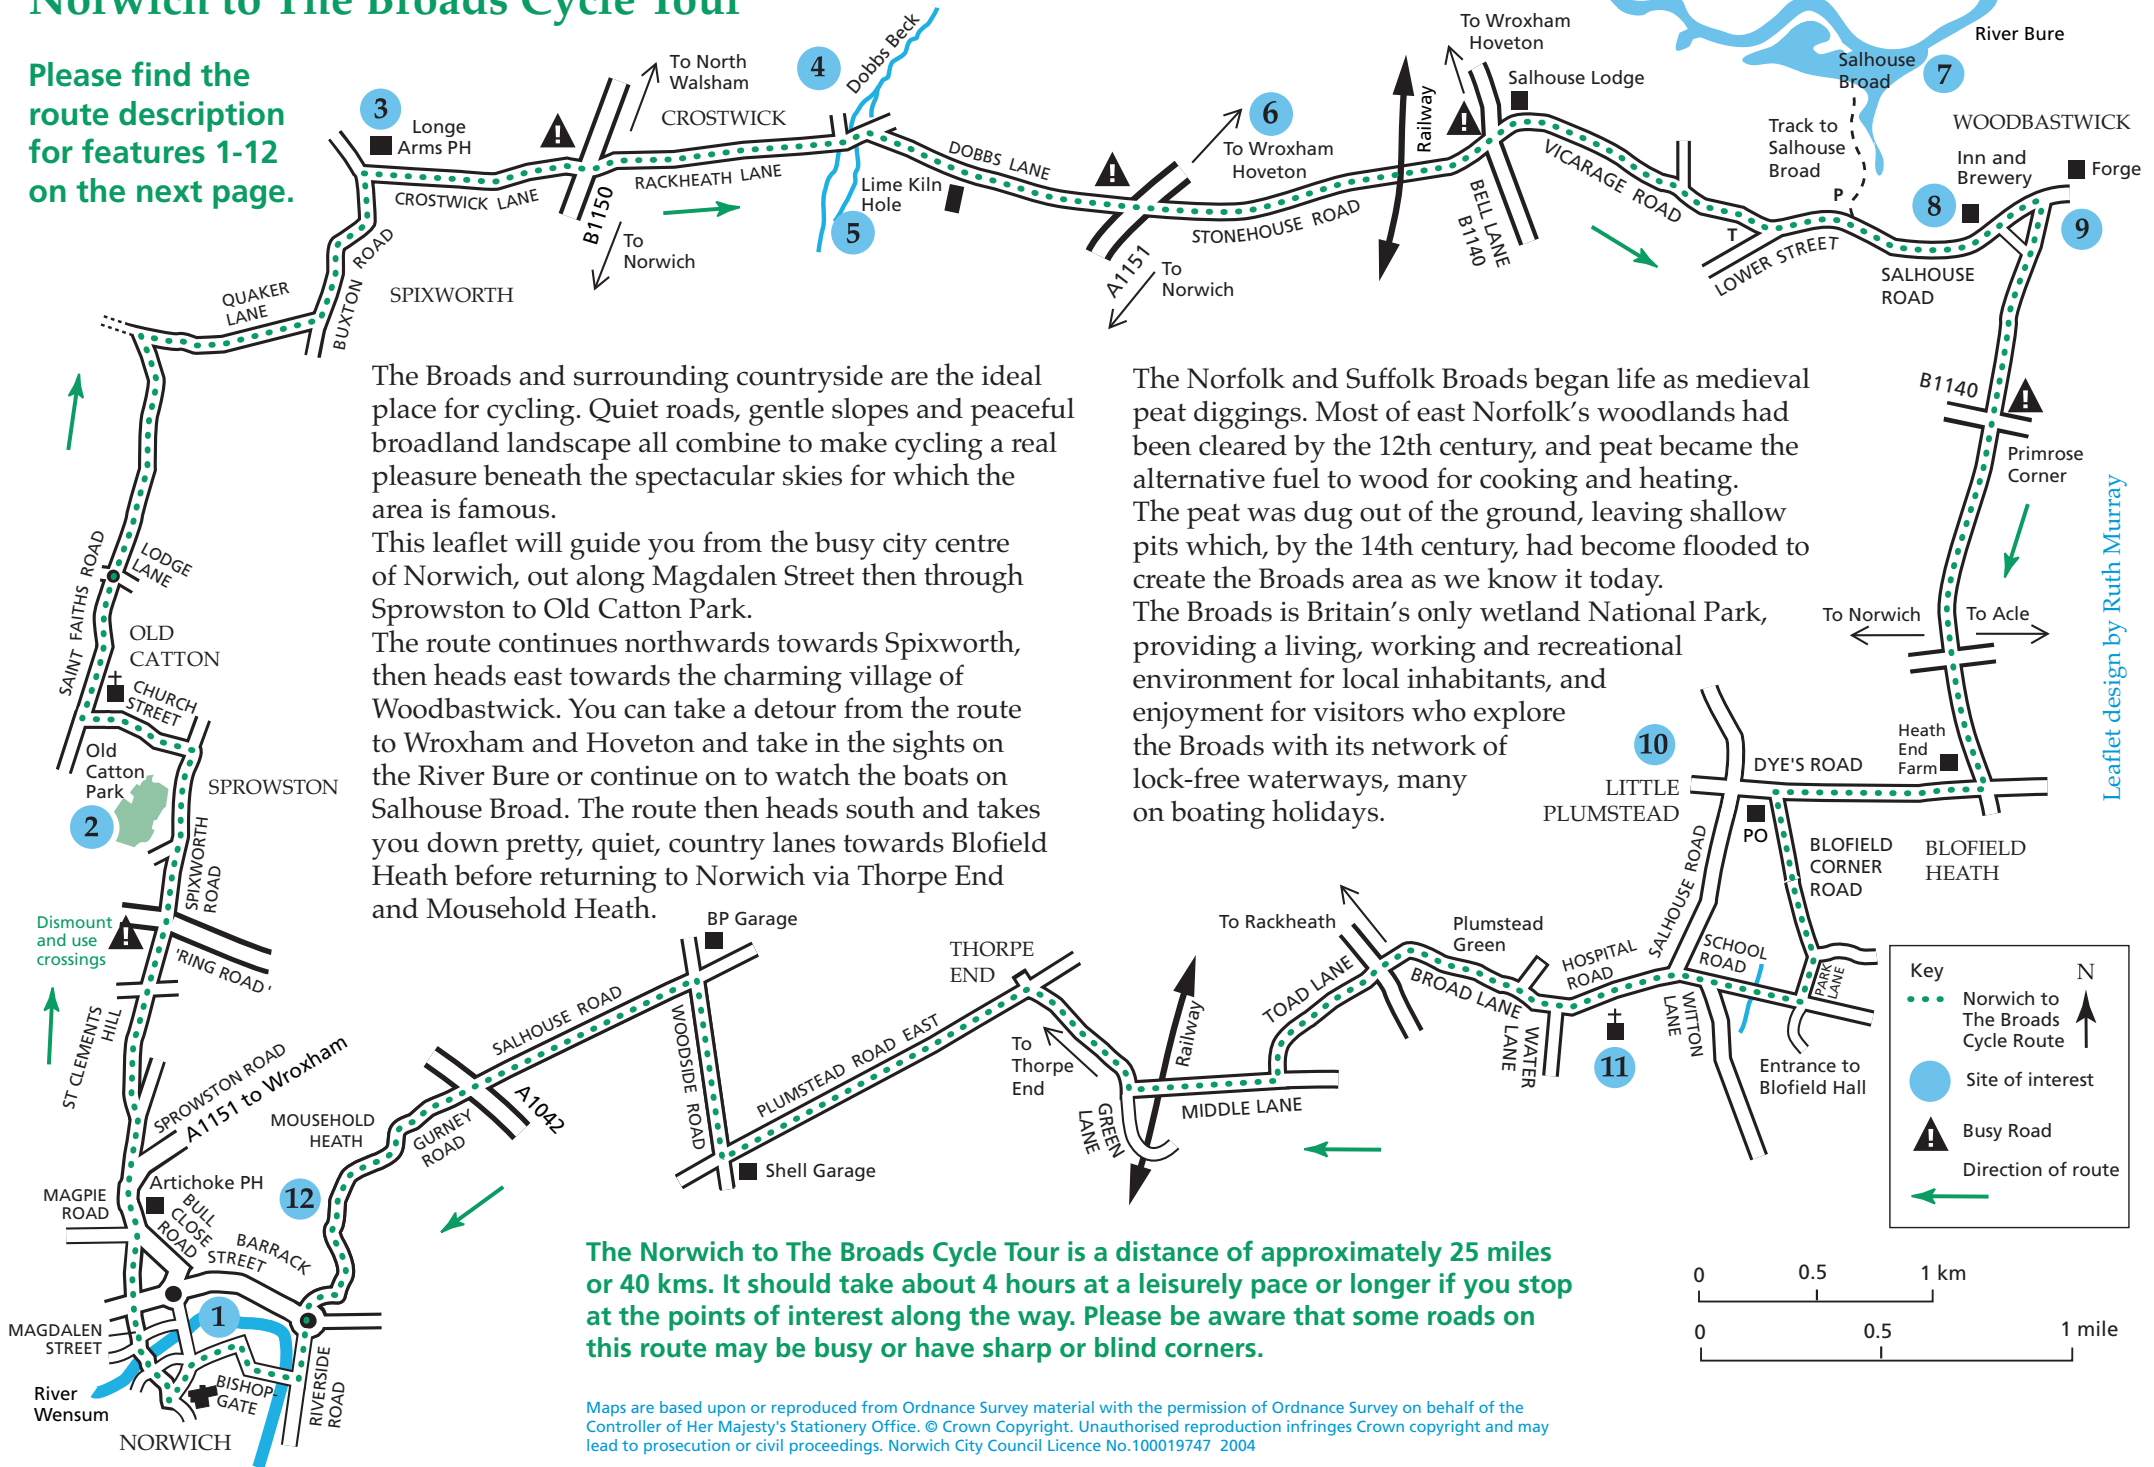 Norwich to The Broads Cycle Tour
Please find the
route description
for features 1-12
on the next page.
3
Longe
Arms PH
To North
Walsham
CROSTWICK
4
Dobbs Beck
CROSTWICK LANE
B1150
RACKHEATH LANE
To
Norwich
Lime Kiln
Hole
5
DOBBS LANE
6
To Wroxham
Hoveton
A1151
To
Norwich
STONEHOUSE ROAD
Railway
To Wroxham
Hoveton
Salhouse Lodge
BELL LANE
B1140
VICARAGE ROAD
River Bure
Salhouse
Broad
7
Track to
Salhouse
Broad
P
T
LOWER STREET
WOODBASTWICK
Inn and
Brewery
8
Forge
9
SALHOUSE
ROAD
QUAKER
LANE
BUXTON ROAD
SPIXWORTH
The Broads and surrounding countryside are the ideal
place for cycling. Quiet roads, gentle slopes and peaceful
broadland landscape all combine to make cycling a real
pleasure beneath the spectacular skies for which the
area is famous.
This leaflet will guide you from the busy city centre
of Norwich, out along Magdalen Street then through
Sprowston to Old Catton Park.
The route continues northwards towards Spixworth,
then heads east towards the charming village of
Woodbastwick. You can take a detour from the route
to Wroxham and Hoveton and take in the sights on
the River Bure or continue on to watch the boats on
Salhouse Broad. The route then heads south and takes
you down pretty, quiet, country lanes towards Blofield
Heath before returning to Norwich via Thorpe End
and Mousehold Heath.
The Norfolk and Suffolk Broads began life as medieval
peat diggings. Most of east Norfolk's woodlands had
been cleared by the 12th century, and peat became the
alternative fuel to wood for cooking and heating.
The peat was dug out of the ground, leaving shallow
pits which, by the 14th century, had become flooded to
create the Broads area as we know it today.
The Broads is Britain's only wetland National Park,
providing a living, working and recreational
environment for local inhabitants, and
enjoyment for visitors who explore
the Broads with its network of
lock-free waterways, many
on boating holidays.
B1140
Primrose
Corner
To Norwich
To Acle
Leaflet design by Ruth Murray
SAINT FAITHS ROAD
LODGE
LANE
OLD
CATTON
CHURCH
STREET
Old
Catton
Park
2
SPROWSTON
SPIXWORTH
ROAD
Dismount
and use
crossings
'RING ROAD'
ST CLEMENTS
HILL
SPROWSTON ROAD
A1151 to Wroxham
MOUSEHOLD
HEATH
12
Artichoke PH
MAGPIE
ROAD
BULL
CLOSE
ROAD
BARRACK
STREET
1
MAGDALEN
STREET
River
Wensum
BISHOP-
GATE
RIVERSIDE
ROAD
NORWICH
GURNEY
ROAD
A1042
SALHOUSE ROAD
BP Garage
WOODSIDE ROAD
Shell Garage
PLUMSTEAD ROAD EAST
THORPE
END
To
Thorpe
End
GREEN
LANE
Railway
MIDDLE LANE
TOAD LANE
To Rackheath
BROAD LANE
Plumstead
Green
WATER
LANE
HOSPITAL
ROAD
11
SALHOUSE ROAD
SCHOOL
ROAD
WITTON
LANE
PARK
LANE
Entrance to
Blofield Hall
10
LITTLE
PLUMSTEAD
DYE'S ROAD
PO
Heath
End
Farm
BLOFIELD
CORNER
ROAD
BLOFIELD
HEATH
Key
N
Norwich to
The Broads
Cycle Route
Site of interest
Busy Road
Direction of route
The Norwich to The Broads Cycle Tour is a distance of approximately 25 miles
or 40 kms. It should take about 4 hours at a leisurely pace or longer if you stop
at the points of interest along the way. Please be aware that some roads on
this route may be busy or have sharp or blind corners.
0 0.5 1 km
0 0.5 1 mile
Maps are based upon or reproduced from Ordnance Survey material with the permission of Ordnance Survey on behalf of the
Controller of Her Majesty's Stationery Office. © Crown Copyright. Unauthorised reproduction infringes Crown copyright and may
lead to prosecution or civil proceedings. Norwich City Council Licence No.100019747 2004